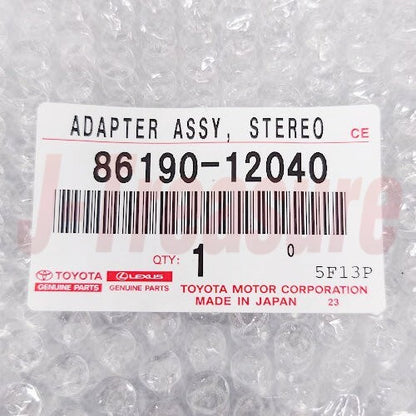 ADAPTER ASSY, STEREO CE
86190-12040
QTY: 1 0
5F13P
TOYOTA LEXUS
GENUINE PARTS GENUINE PARTS
TOYOTA MOTOR CORPORATION
MADE IN JAPAN 23
J-Treasure